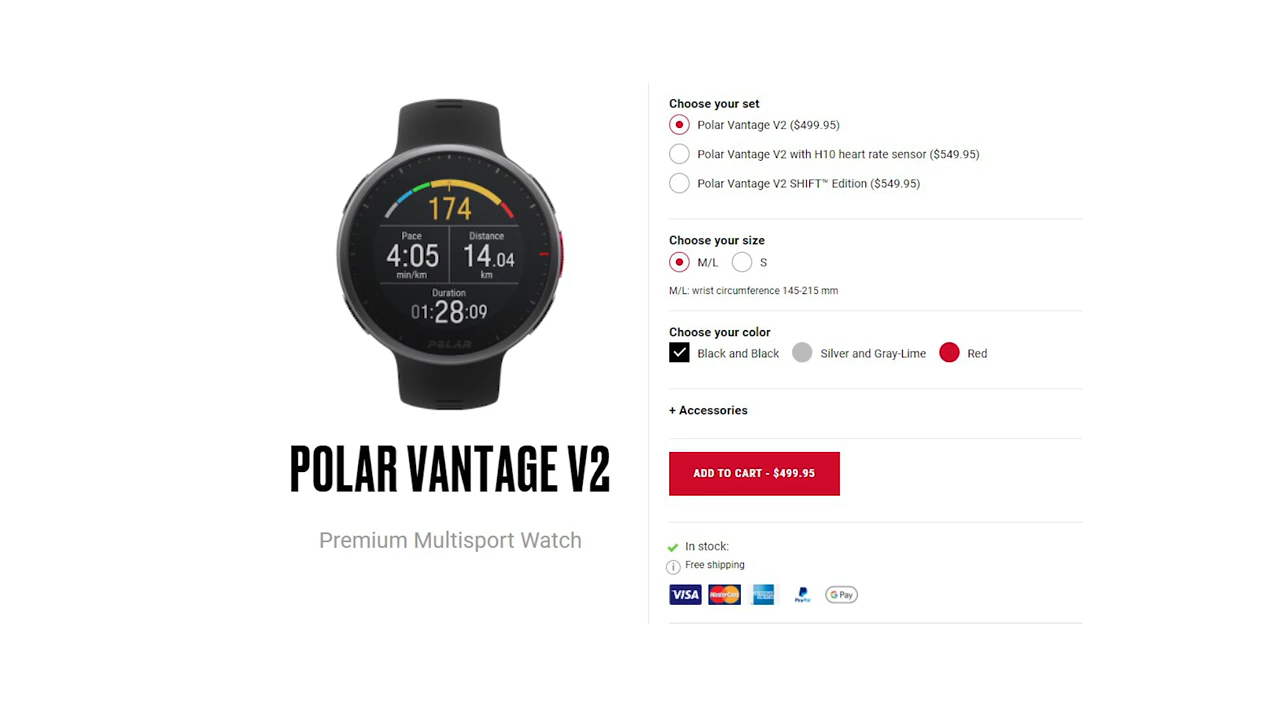 174
Pace
Distance
4:05
14.04
min/km
km
Duration
01:28:09
POLAR
POLAR VANTAGE V2
Premium Multisport Watch
Choose your set
Polar Vantage V2 ($499.95)
Polar Vantage V2 with H10 heart rate sensor ($549.95)
Polar Vantage V2 SHIFT™ Edition ($549.95)
Choose your size
M/L
S
M/L: wrist circumference 145-215 mm
Choose your color
Black and Black
Silver and Gray-Lime
Red
+ Accessories
ADD TO CART - $499.95
In stock:
Free shipping
VISA
MasterCard
PayPal
G Pay